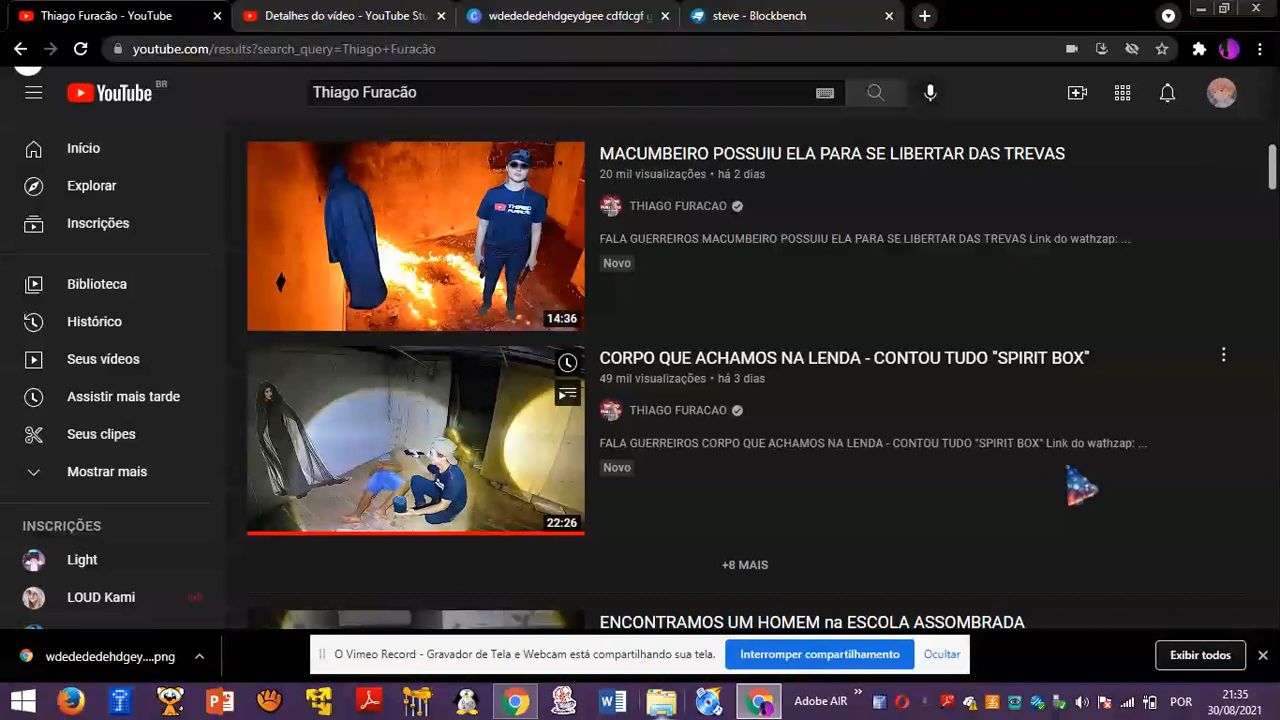 Thiago Furacão - YouTube
Detalhes do vídeo - YouTube Stu
wdedededehdgeydgee cdfdcgf g
steve - Blockbench
youtube.com/results?search_query=Thiago+Furacão
YouTube BR
Thiago Furacão
Início
Explorar
Inscrições
Biblioteca
Histórico
Seus vídeos
Assistir mais tarde
Seus clipes
Mostrar mais
INSCRIÇÕES
Light
LOUD Kami
MACUMBEIRO POSSUIU ELA PARA SE LIBERTAR DAS TREVAS
20 mil visualizações • há 2 dias
THIAGO FURACAO
FALA GUERREIROS MACUMBEIRO POSSUIU ELA PARA SE LIBERTAR DAS TREVAS Link do wathzap: ...
Novo
14:36
CORPO QUE ACHAMOS NA LENDA - CONTOU TUDO "SPIRIT BOX"
49 mil visualizações • há 3 dias
THIAGO FURACAO
FALA GUERREIROS CORPO QUE ACHAMOS NA LENDA - CONTOU TUDO "SPIRIT BOX" Link do wathzap: ...
Novo
22:26
+8 MAIS
ENCONTRAMOS UM HOMEM na ESCOLA ASSOMBRADA
wdedededehdgey....png
O Vimeo Record - Gravador de Tela e Webcam está compartilhando sua tela.
Interromper compartilhamento
Ocultar
Exibir todos
Adobe AIR
POR
21:35
30/08/2021